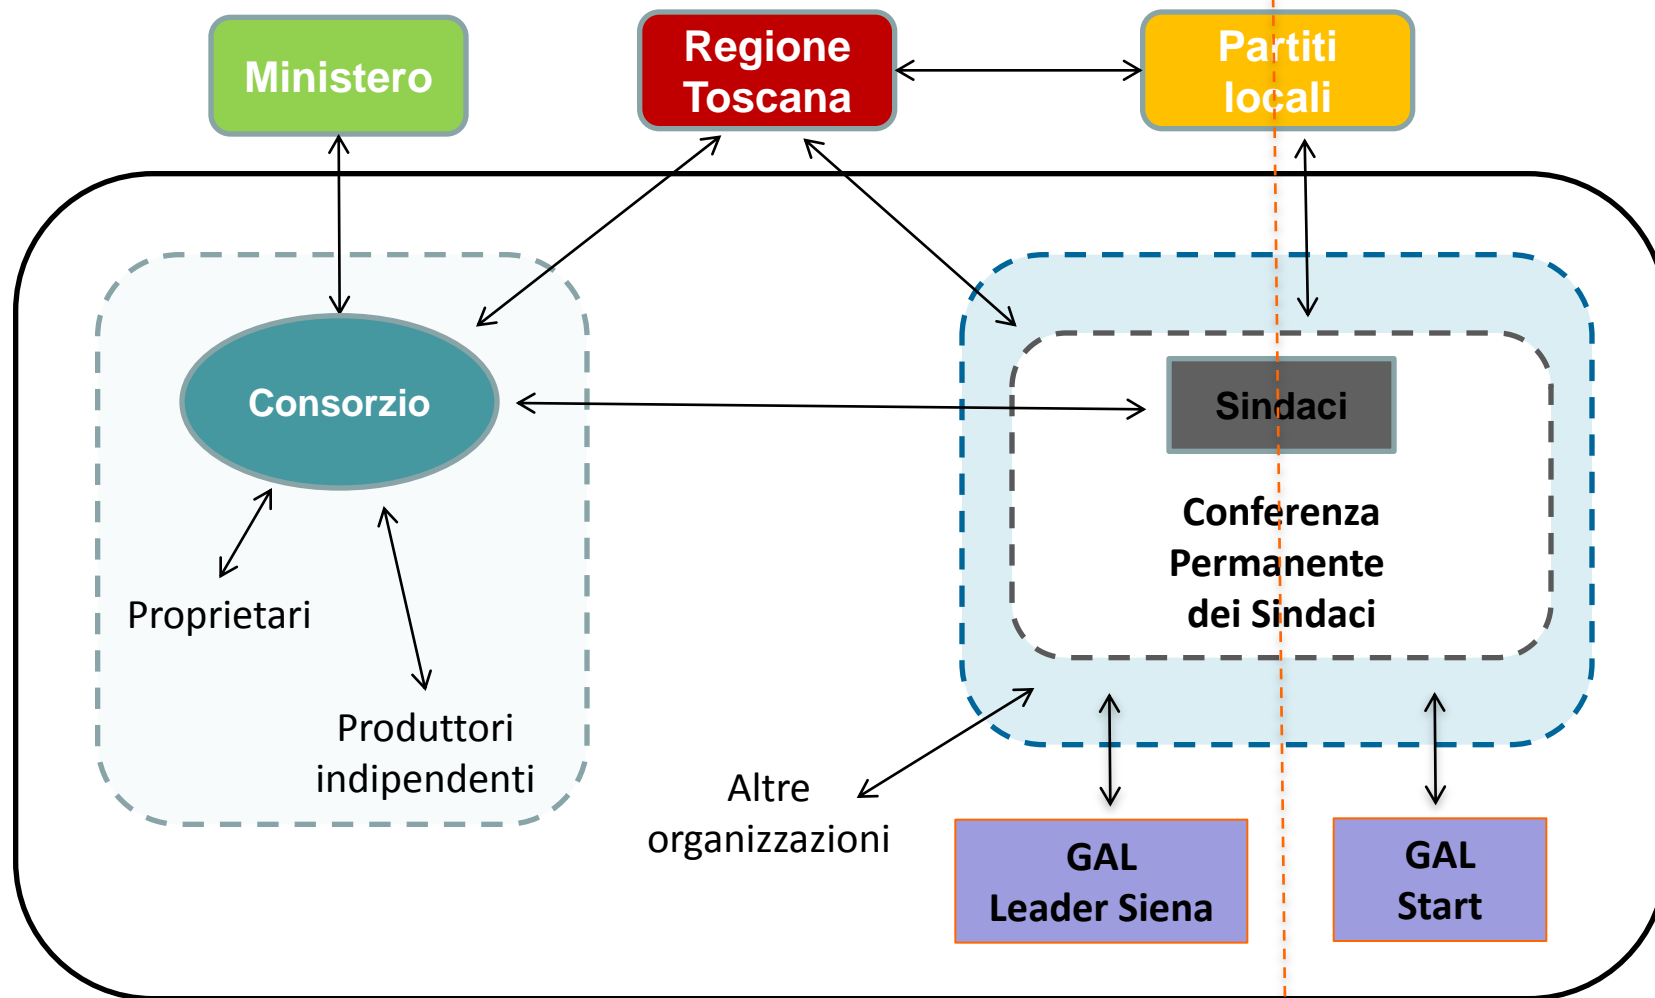 Ministero
Regione
Toscana
Partiti
locali
Consorzio
Sindaci
Conferenza
Permanente
dei Sindaci
Proprietari
Produttori
indipendenti
Altre
organizzazioni
GAL
Leader Siena
GAL
Start